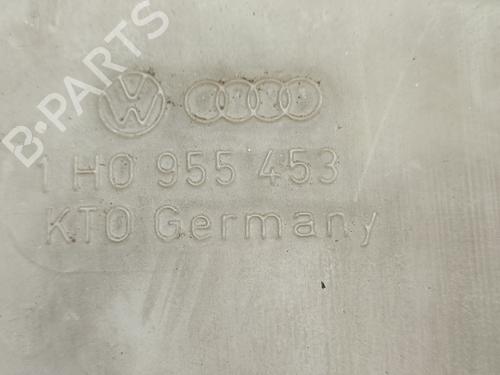 B-PARTS
1H0 955 453
KTO Germany